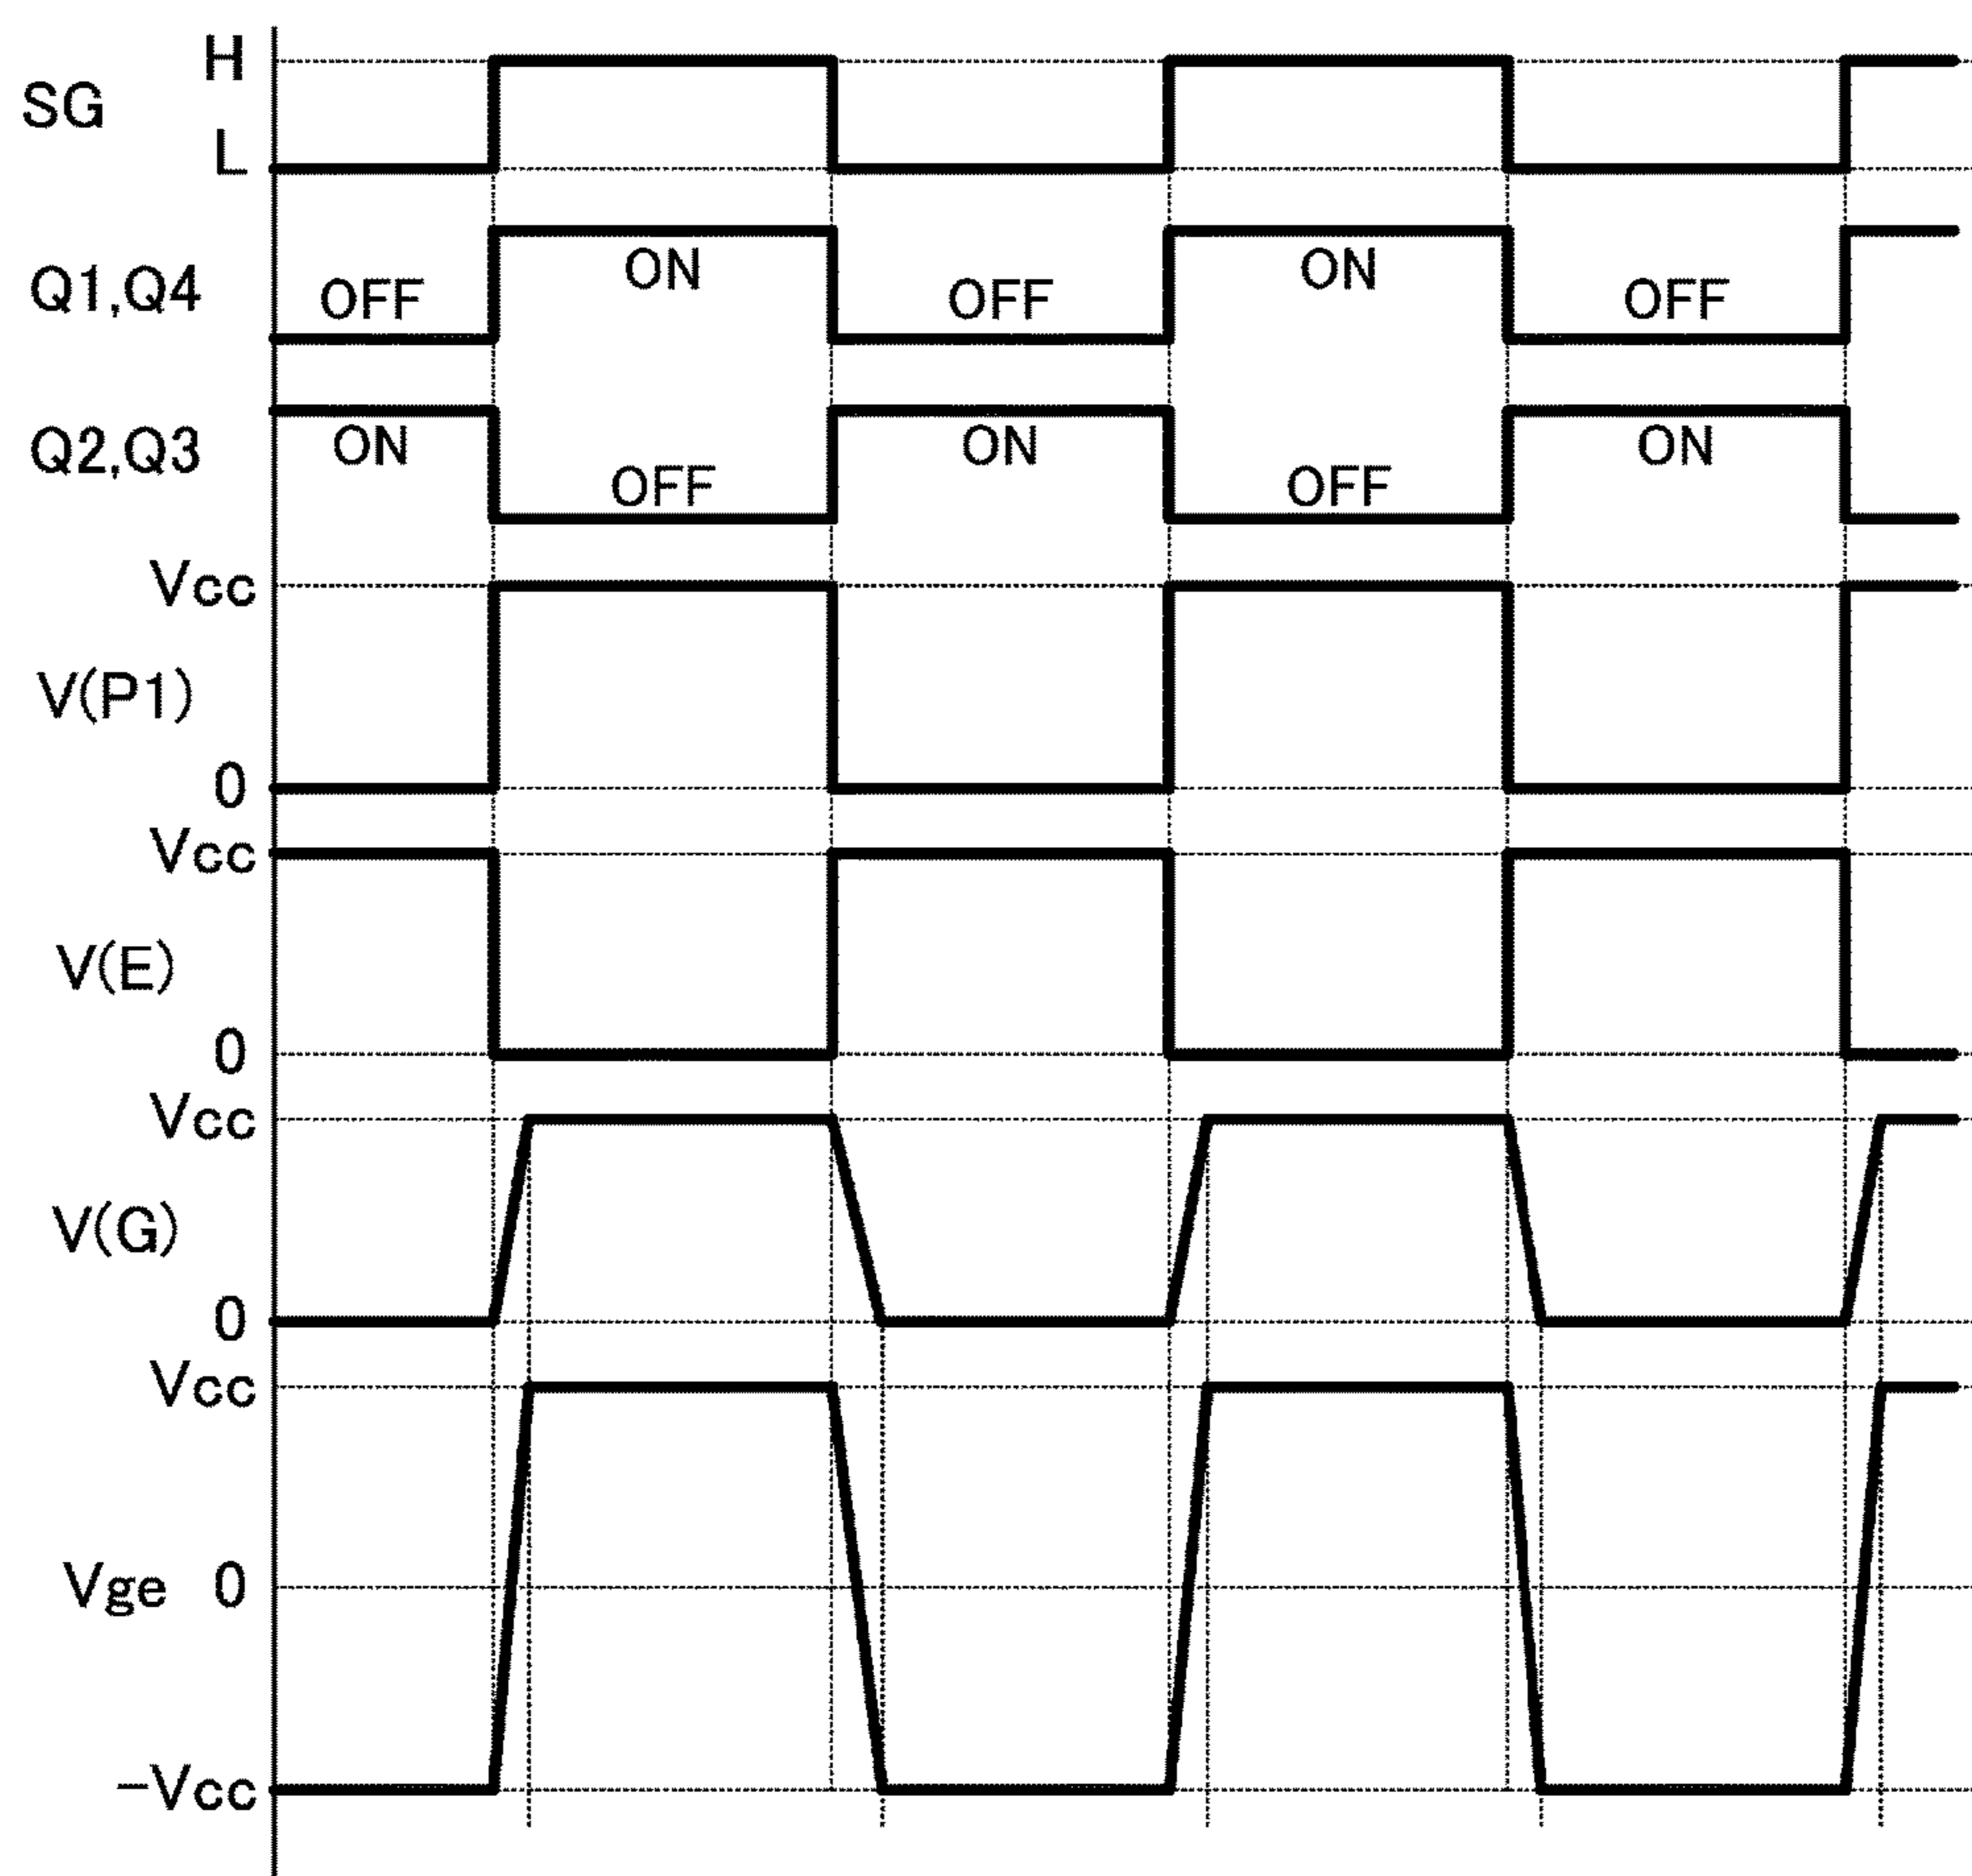 H
SG
L
Q1,Q4
OFF
ON
OFF
ON
OFF
Q2,Q3
ON
OFF
ON
OFF
ON
Vcc
V(P1)
0
Vcc
V(E)
0
Vcc
V(G)
0
Vcc
Vge 0
-Vcc